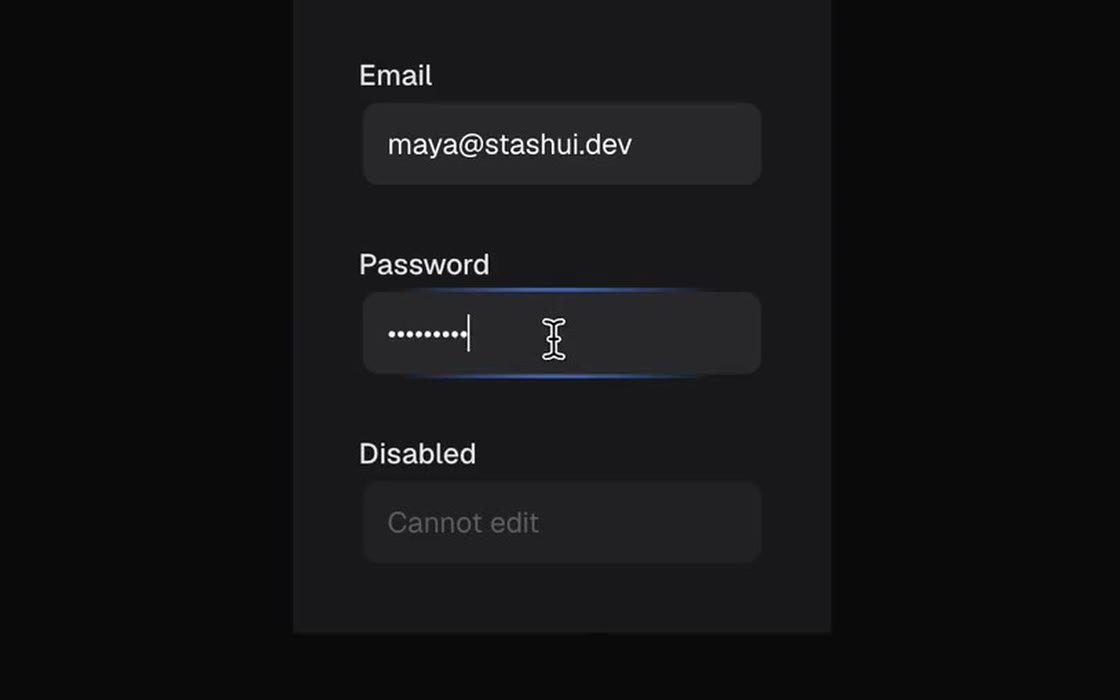 Email
maya@stashui.dev
Password
•••••••••
Disabled
Cannot edit